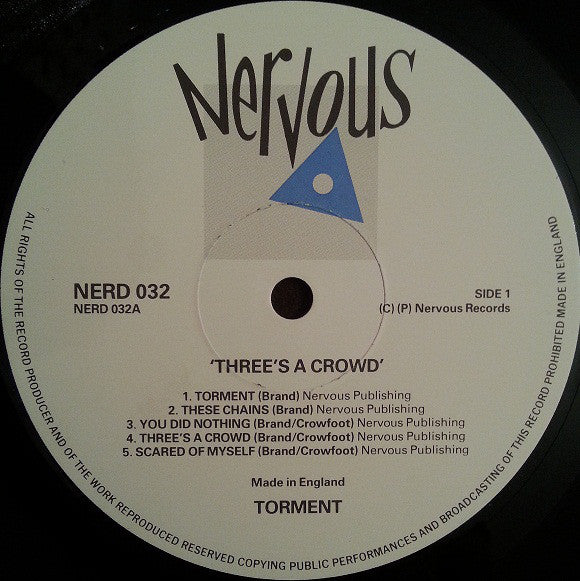 Nervous
NERD 032
NERD 032A
SIDE 1
(C) (P) Nervous Records
'THREE'S A CROWD'
1. TORMENT (Brand) Nervous Publishing
2. THESE CHAINS (Brand) Nervous Publishing
3. YOU DID NOTHING (Brand/Crowfoot) Nervous Publishing
4. THREE'S A CROWD (Brand/Crowfoot) Nervous Publishing
5. SCARED OF MYSELF (Brand/Crowfoot) Nervous Publishing
Made in England
TORMENT
ALL RIGHTS OF THE RECORD PRODUCER AND OF THE WORK REPRODUCED RESERVED COPYING PUBLIC PERFORMANCES AND BROADCASTING OF THIS RECORD PROHIBITED MADE IN ENGLAND